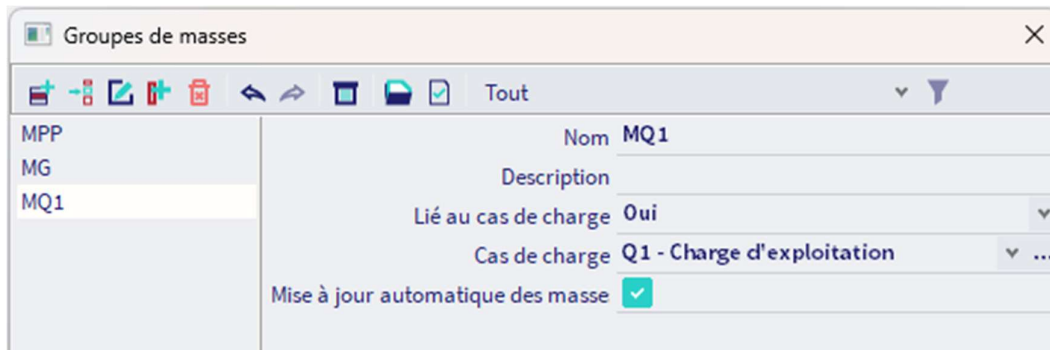 Groupes de masses
Tout
MPP
MG
MQ1
Nom MQ1
Description
Lié au cas de charge Oui
Cas de charge Q1 - Charge d'exploitation ...
Mise à jour automatique des masse